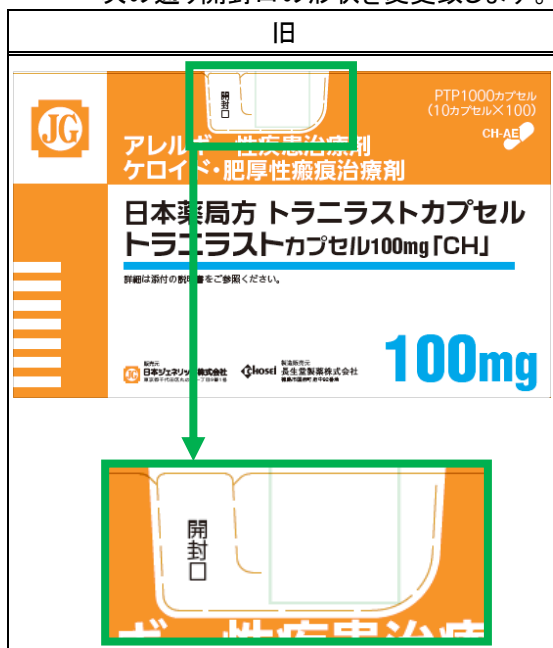 次の通り開封口の形状を変更致します。
旧
開封口
PTP1000カプセル
(10カプセル×100)
CH-AE
JG
アレルギー性疾患治療剤
ケロイド・肥厚性瘢痕治療剤
日本薬局方 トラニラストカプセル
トラニラストカプセル100mg「CH」
詳細は添付の説明書をご参照ください。
販売元
日本ジェネリック株式会社
Chosei
製造販売元
長生堂製薬株式会社
100mg
開封口